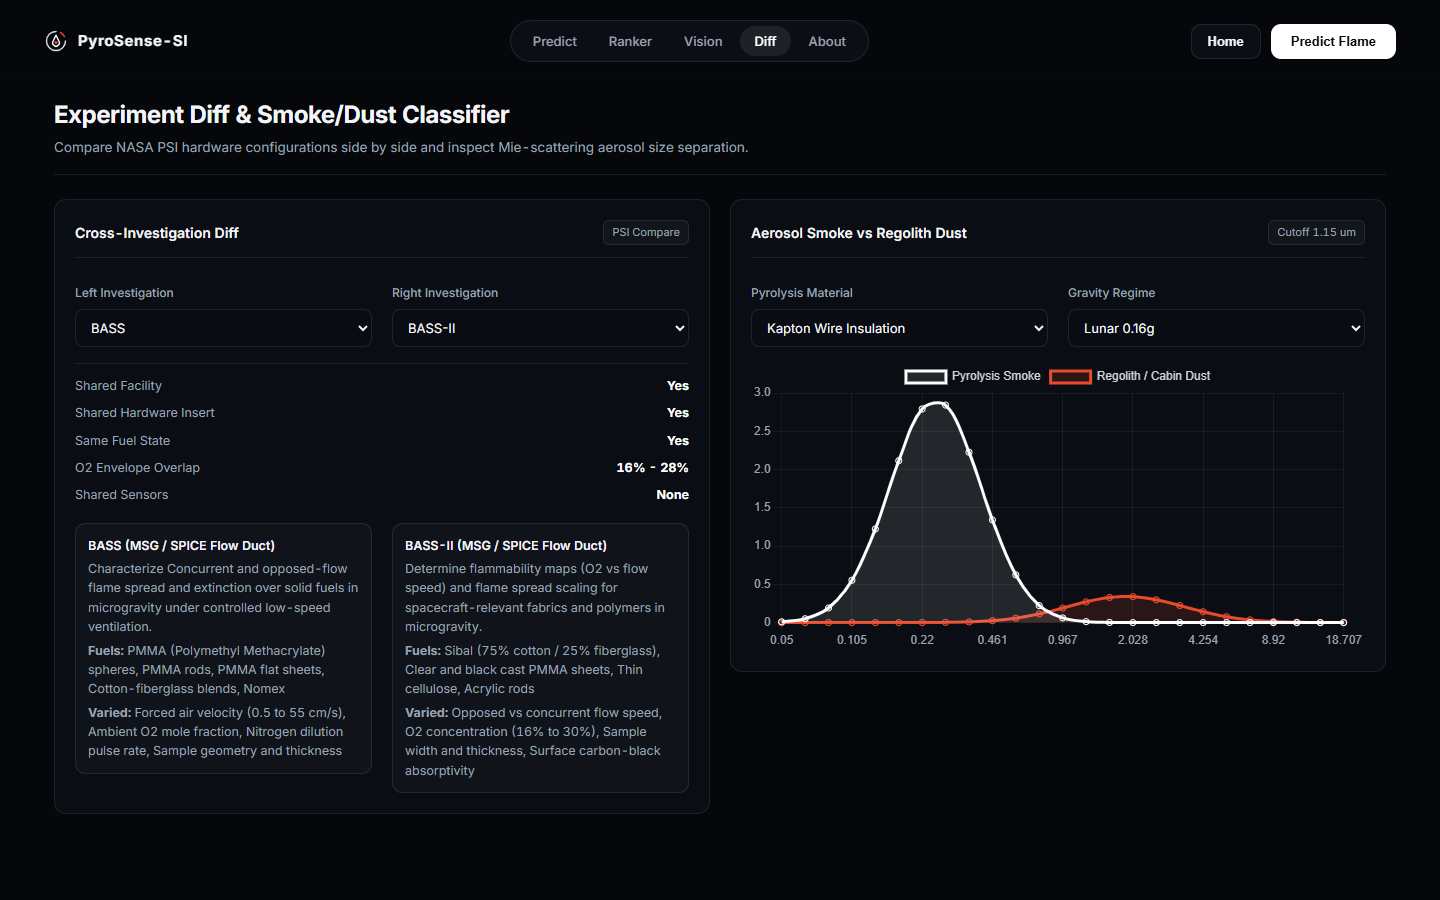 PyroSense-SI
Predict
Ranker
Vision
Diff
About
Home
Predict Flame
Experiment Diff & Smoke/Dust Classifier
Compare NASA PSI hardware configurations side by side and inspect Mie-scattering aerosol size separation.
Cross-Investigation Diff
PSI Compare
Left Investigation
Right Investigation
BASS
BASS-II
Shared Facility
Yes
Shared Hardware Insert
Yes
Same Fuel State
Yes
O2 Envelope Overlap
16% - 28%
Shared Sensors
None
BASS (MSG / SPICE Flow Duct)
Characterize Concurrent and opposed-flow
flame spread and extinction over solid fuels in
microgravity under controlled low-speed
ventilation.
Fuels: PMMA (Polymethyl Methacrylate)
spheres, PMMA rods, PMMA flat sheets,
Cotton-fiberglass blends, Nomex
Varied: Forced air velocity (0.5 to 55 cm/s),
Ambient O2 mole fraction, Nitrogen dilution
pulse rate, Sample geometry and thickness
BASS-II (MSG / SPICE Flow Duct)
Determine flammability maps (O2 vs flow
speed) and flame spread scaling for
spacecraft-relevant fabrics and polymers in
microgravity.
Fuels: Sibal (75% cotton / 25% fiberglass),
Clear and black cast PMMA sheets, Thin
cellulose, Acrylic rods
Varied: Opposed vs concurrent flow speed,
O2 concentration (16% to 30%), Sample
width and thickness, Surface carbon-black
absorptivity
Aerosol Smoke vs Regolith Dust
Cutoff 1.15 um
Pyrolysis Material
Gravity Regime
Kapton Wire Insulation
Lunar 0.16g
Pyrolysis Smoke
Regolith / Cabin Dust
3.0
2.5
2.0
1.5
1.0
0.5
0
0.05
0.105
0.22
0.461
0.967
2.028
4.254
8.92
18.707